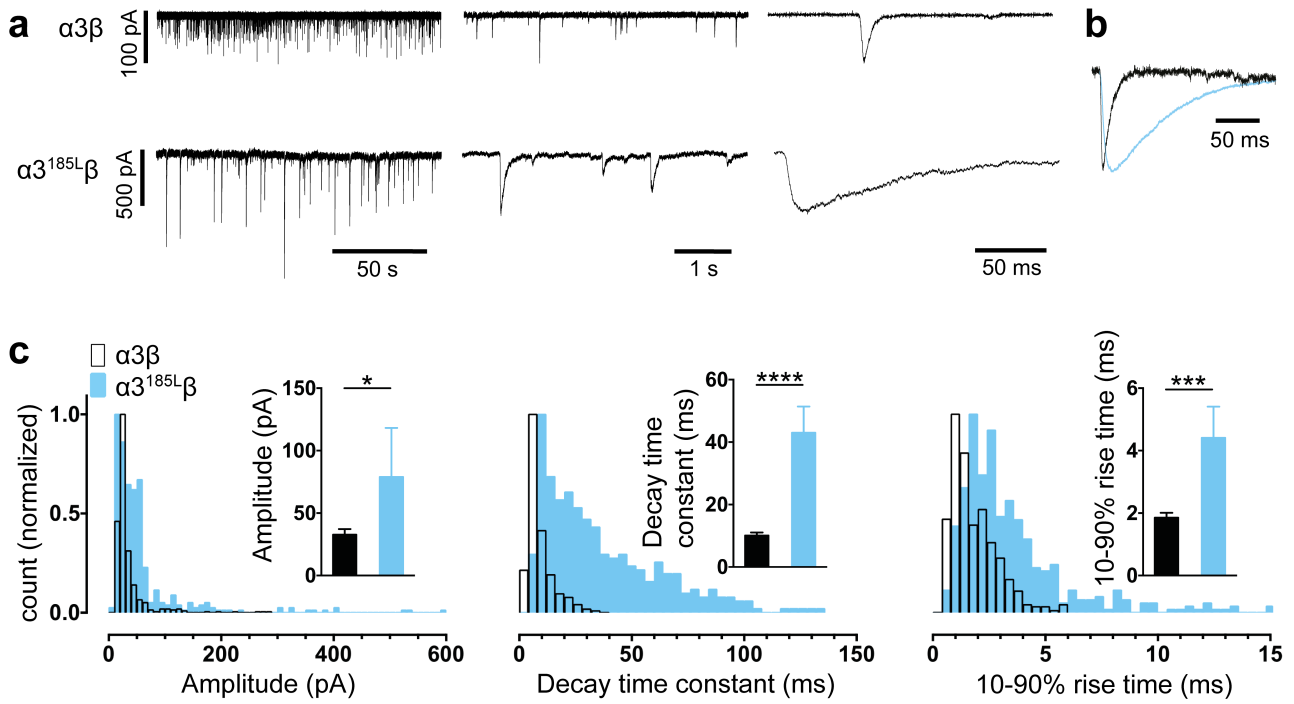 a
α3β
100 pA
α3¹⁸⁵ᴸβ
500 pA
50 s
1 s
50 ms
b
50 ms
c
α3β
α3¹⁸⁵ᴸβ
count (normalized)
1.0
0.5
0.0
0 200 400 600
Amplitude (pA)
Amplitude (pA)
150
100
50
0
*
0 50 100 150
Decay time constant (ms)
Decay time
constant (ms)
60
40
20
0
****
0 5 10 15
10-90% rise time (ms)
10-90% rise time (ms)
6
4
2
0
***